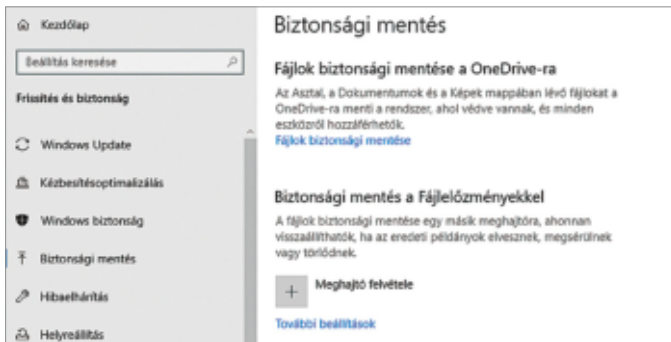 Kezdőlap
Beállítás keresése
Frissítés és biztonság
Windows Update
Kézbesítésoptimalizálás
Windows biztonság
Biztonsági mentés
Hibaelhárítás
Helyreállítás
Biztonsági mentés
Fájlok biztonsági mentése a OneDrive-ra
Az Asztal, a Dokumentumok és a Képek mappában lévő fájlokat a
OneDrive-ra menti a rendszer, ahol védve vannak, és minden
eszközről hozzáférhetők.
Fájlok biztonsági mentése
Biztonsági mentés a Fájlelőzményekkel
A fájlok biztonsági mentése egy másik meghajtóra, ahonnan
visszaállíthatók, ha az eredeti példányok elvesznek, megsérülnek
vagy törlődnek.
Meghajtó felvétele
További beállítások